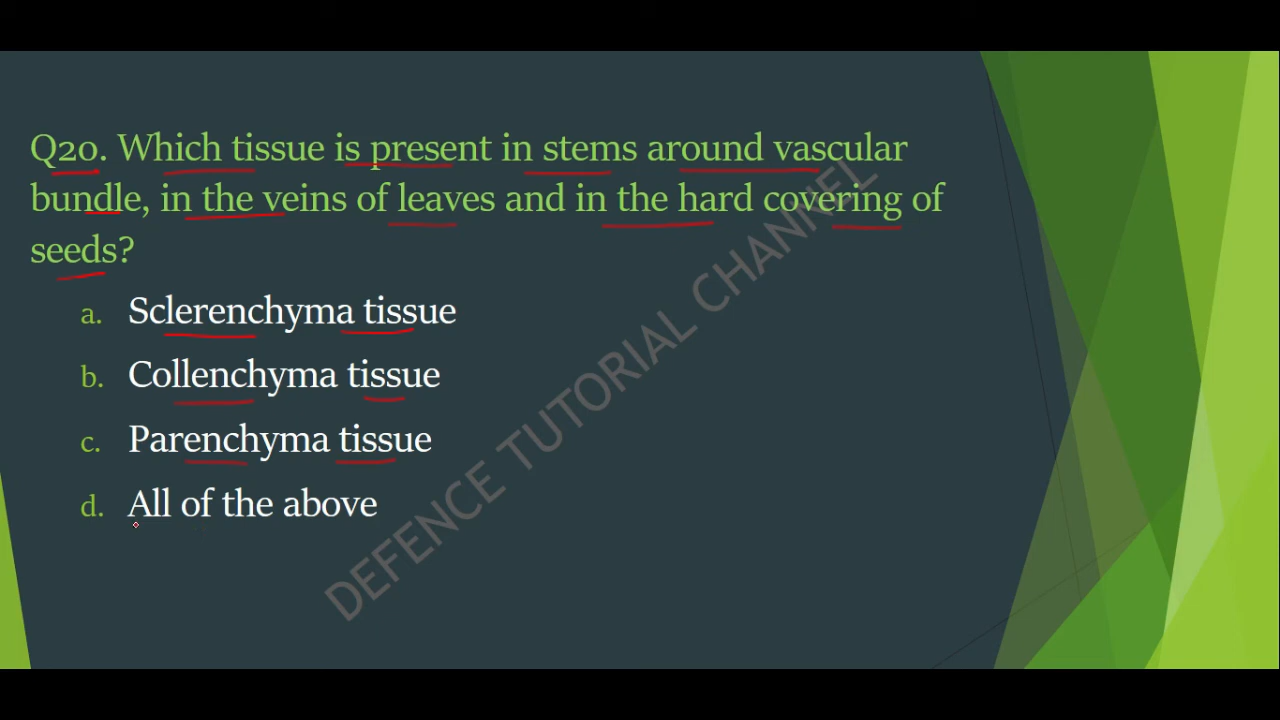 Q20. Which tissue is present in stems around vascular
bundle, in the veins of leaves and in the hard covering of
seeds?
a. Sclerenchyma tissue
b. Collenchyma tissue
c. Parenchyma tissue
d. All of the above
DEFENCE TUTORIAL CHANNEL